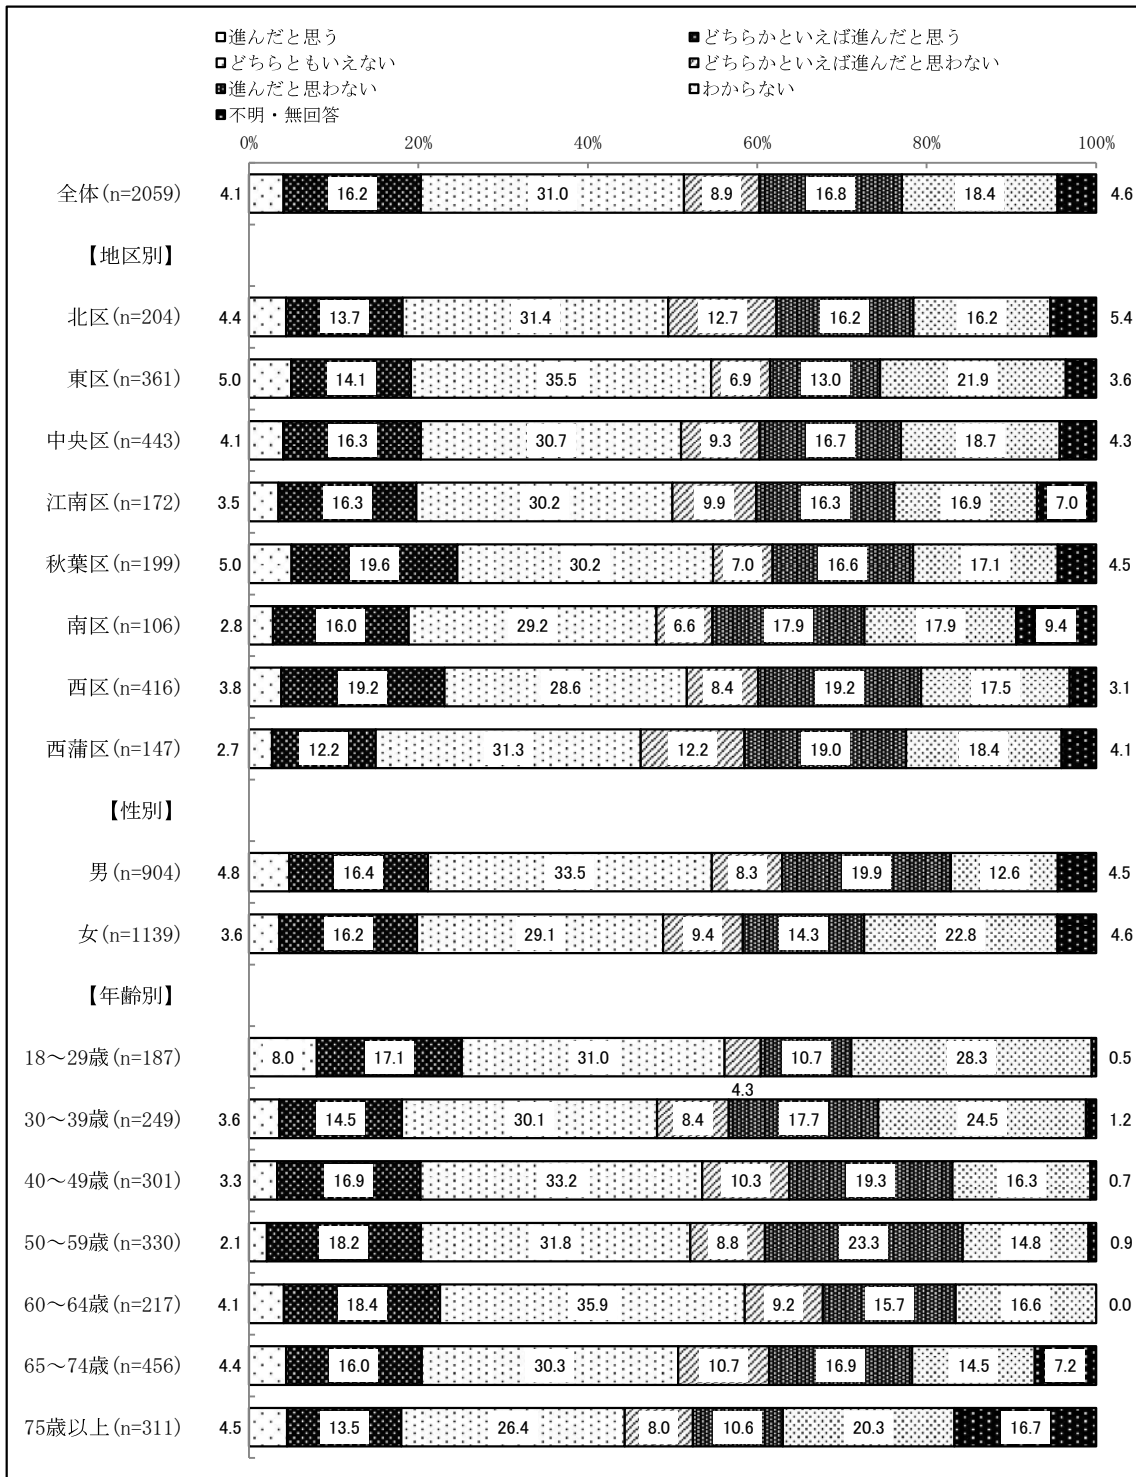 進んだと思う どちらかといえば進んだと思う
どちらともいえない どちらかといえば進んだと思わない
進んだと思わない わからない
不明・無回答
0% 20% 40% 60% 80% 100%
全体(n=2059) 4.1 16.2 31.0 8.9 16.8 18.4 4.6
【地区別】
北区(n=204) 4.4 13.7 31.4 12.7 16.2 16.2 5.4
東区(n=361) 5.0 14.1 35.5 6.9 13.0 21.9 3.6
中央区(n=443) 4.1 16.3 30.7 9.3 16.7 18.7 4.3
江南区(n=172) 3.5 16.3 30.2 9.9 16.3 16.9 7.0
秋葉区(n=199) 5.0 19.6 30.2 7.0 16.6 17.1 4.5
南区(n=106) 2.8 16.0 29.2 6.6 17.9 17.9 9.4
西区(n=416) 3.8 19.2 28.6 8.4 19.2 17.5 3.1
西蒲区(n=147) 2.7 12.2 31.3 12.2 19.0 18.4 4.1
【性別】
男(n=904) 4.8 16.4 33.5 8.3 19.9 12.6 4.5
女(n=1139) 3.6 16.2 29.1 9.4 14.3 22.8 4.6
【年齢別】
18～29歳(n=187) 8.0 17.1 31.0 10.7 28.3 0.5
4.3
30～39歳(n=249) 3.6 14.5 30.1 8.4 17.7 24.5 1.2
40～49歳(n=301) 3.3 16.9 33.2 10.3 19.3 16.3 0.7
50～59歳(n=330) 2.1 18.2 31.8 8.8 23.3 14.8 0.9
60～64歳(n=217) 4.1 18.4 35.9 9.2 15.7 16.6 0.0
65～74歳(n=456) 4.4 16.0 30.3 10.7 16.9 14.5 7.2
75歳以上(n=311) 4.5 13.5 26.4 8.0 10.6 20.3 16.7